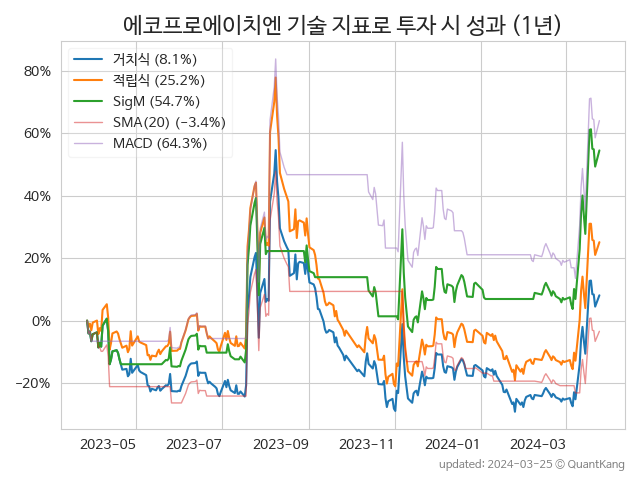 에코프로에이치엔 기술 지표로 투자 시 성과 (1년)
거치식 (8.1%)
적립식 (25.2%)
SigM (54.7%)
SMA(20) (−3.4%)
MACD (64.3%)
80%
60%
40%
20%
0%
−20%
2023−05
2023−07
2023−09
2023−11
2024−01
2024−03
updated: 2024−03−25 © QuantKang